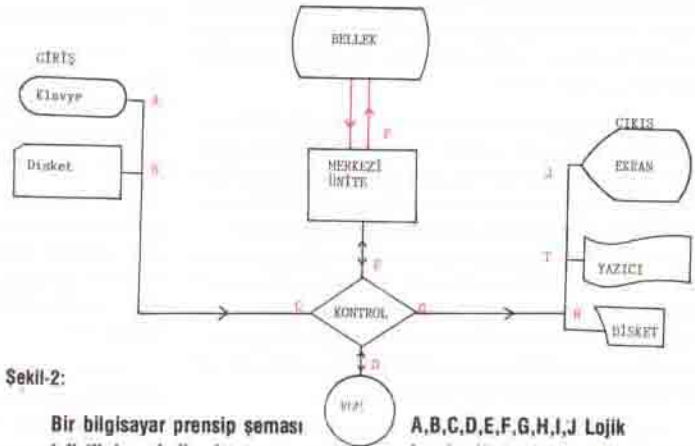 BELLEK
GİRİŞ
Klavye
A
F
ÇIKIŞ
Disket
B
MERKEZİ
ÜNİTE
J
EKRAN
E
I
YAZICI
C
KONTROL
G
H
DİSKET
D
Şekil-2:
Bir bilgisayar prensip şeması
A,B,C,D,E,F,G,H,I,J Lojik